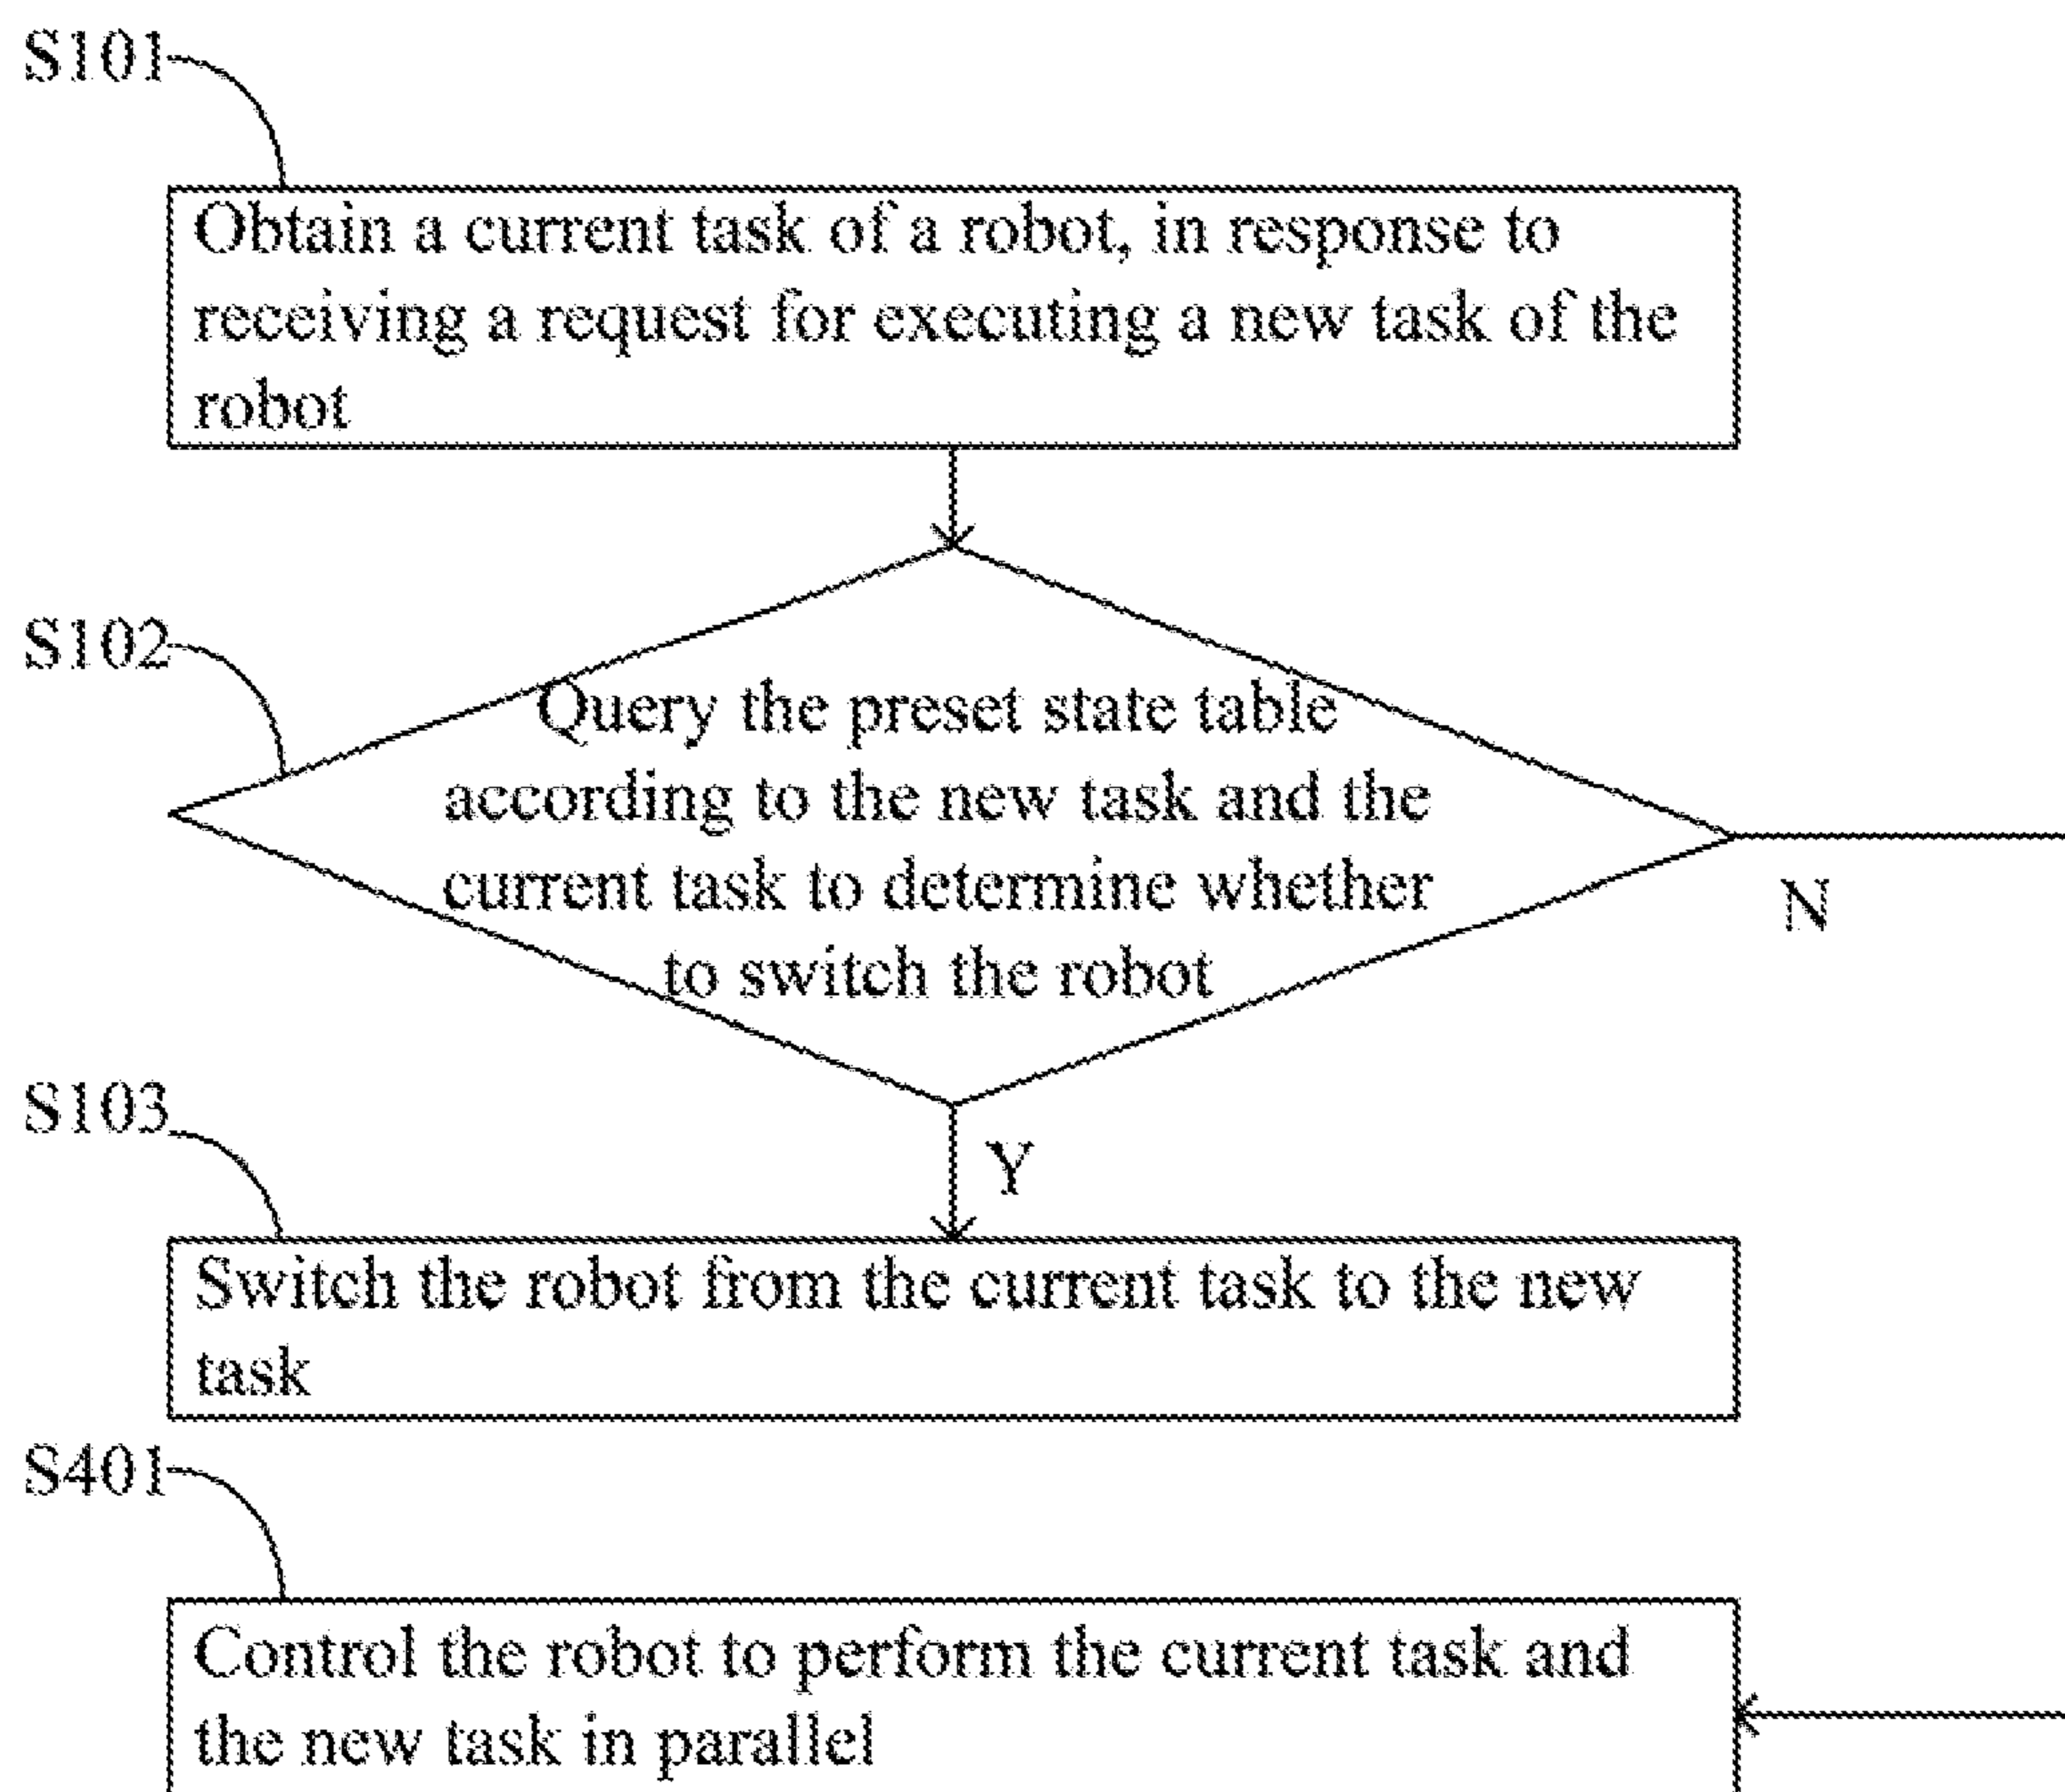 S101
Obtain a current task of a robot, in response to
receiving a request for executing a new task of the
robot
S102
Query the preset state table
according to the new task and the
current task to determine whether
to switch the robot
N
S103
Y
Switch the robot from the current task to the new
task
S401
Control the robot to perform the current task and
the new task in parallel